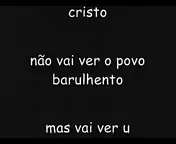 cristo
não vai ver o povo
barulhento
mas vai ver u